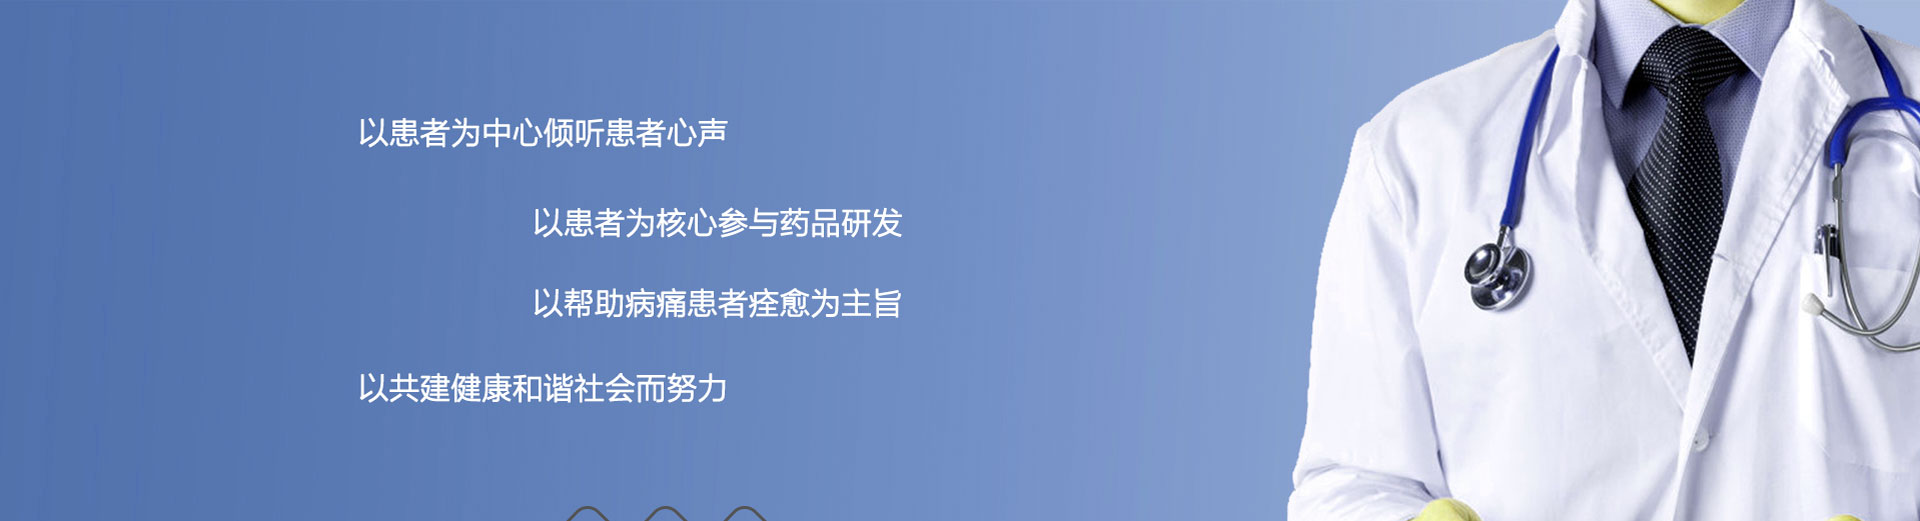 以患者为中心倾听患者心声
以患者为核心参与药品研发
以帮助病痛患者痊愈为主旨
以共建健康和谐社会而努力